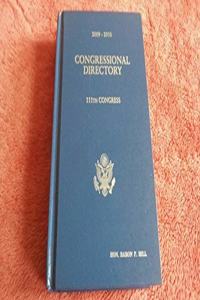 2009 - 2010
CONGRESSIONAL
DIRECTORY
111TH CONGRESS
HON. BARON P. HILL